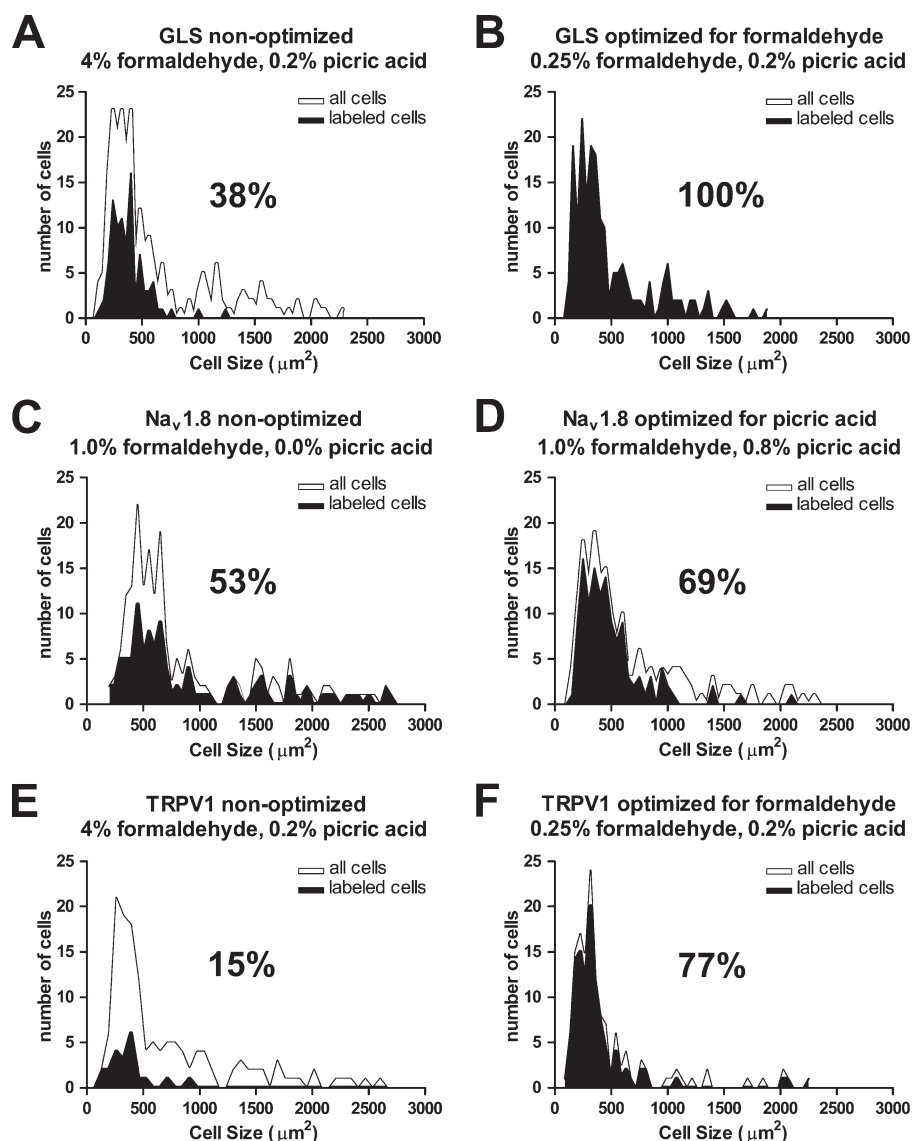 A
GLS non-optimized
4% formaldehyde, 0.2% picric acid
25
20
15
10
5
0
number of cells
all cells
labeled cells
38%
0 500 1000 1500 2000 2500 3000
Cell Size (μm²)
B
GLS optimized for formaldehyde
0.25% formaldehyde, 0.2% picric acid
25
20
15
10
5
0
number of cells
all cells
labeled cells
100%
0 500 1000 1500 2000 2500 3000
Cell Size (μm²)
C
Naᵥ1.8 non-optimized
1.0% formaldehyde, 0.0% picric acid
25
20
15
10
5
0
number of cells
all cells
labeled cells
53%
0 500 1000 1500 2000 2500 3000
Cell Size (μm²)
D
Naᵥ1.8 optimized for picric acid
1.0% formaldehyde, 0.8% picric acid
25
20
15
10
5
0
number of cells
all cells
labeled cells
69%
0 500 1000 1500 2000 2500 3000
Cell Size (μm²)
E
TRPV1 non-optimized
4% formaldehyde, 0.2% picric acid
25
20
15
10
5
0
number of cells
all cells
labeled cells
15%
0 500 1000 1500 2000 2500 3000
Cell Size (μm²)
F
TRPV1 optimized for formaldehyde
0.25% formaldehyde, 0.2% picric acid
25
20
15
10
5
0
number of cells
all cells
labeled cells
77%
0 500 1000 1500 2000 2500 3000
Cell Size (μm²)